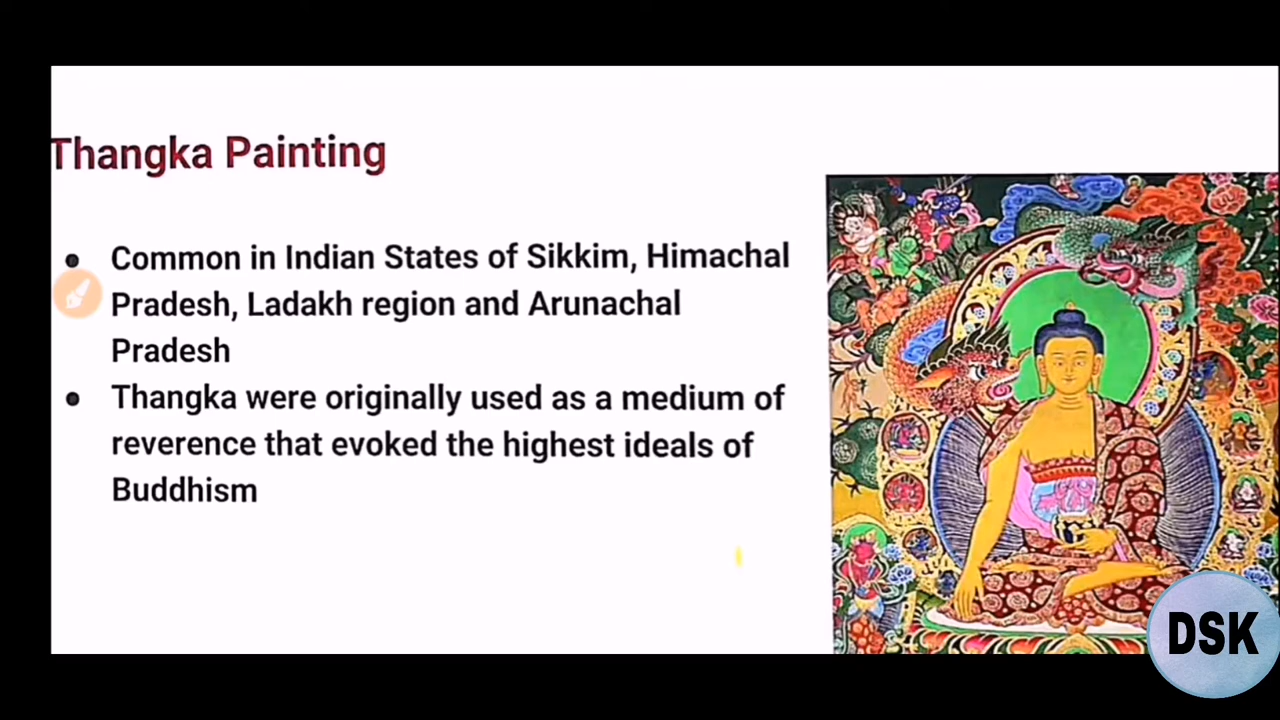 Thangka Painting
● Common in Indian States of Sikkim, Himachal
Pradesh, Ladakh region and Arunachal
Pradesh
● Thangka were originally used as a medium of
reverence that evoked the highest ideals of
Buddhism
DSK